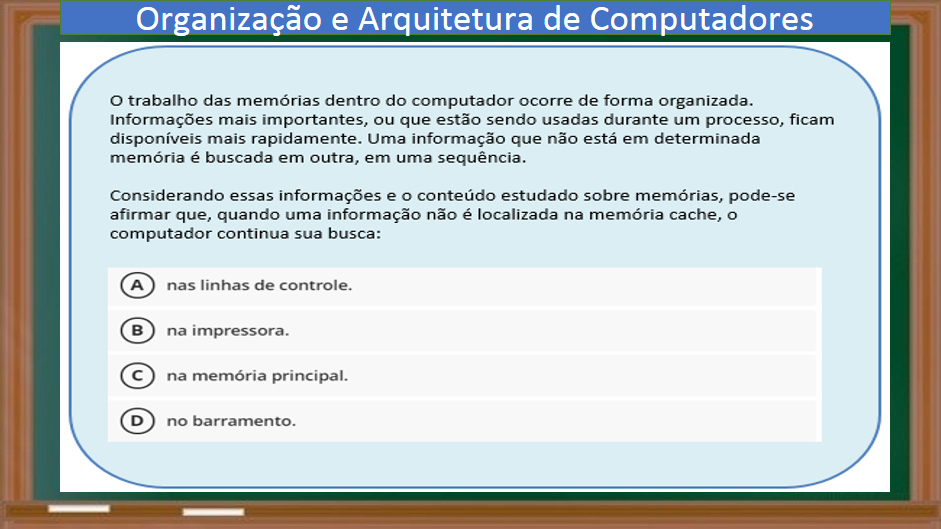 Organização e Arquitetura de Computadores
O trabalho das memórias dentro do computador ocorre de forma organizada.
Informações mais importantes, ou que estão sendo usadas durante um processo, ficam
disponíveis mais rapidamente. Uma informação que não está em determinada
memória é buscada em outra, em uma sequência.
Considerando essas informações e o conteúdo estudado sobre memórias, pode-se
afirmar que, quando uma informação não é localizada na memória cache, o
computador continua sua busca:
A nas linhas de controle.
B na impressora.
C na memória principal.
D no barramento.